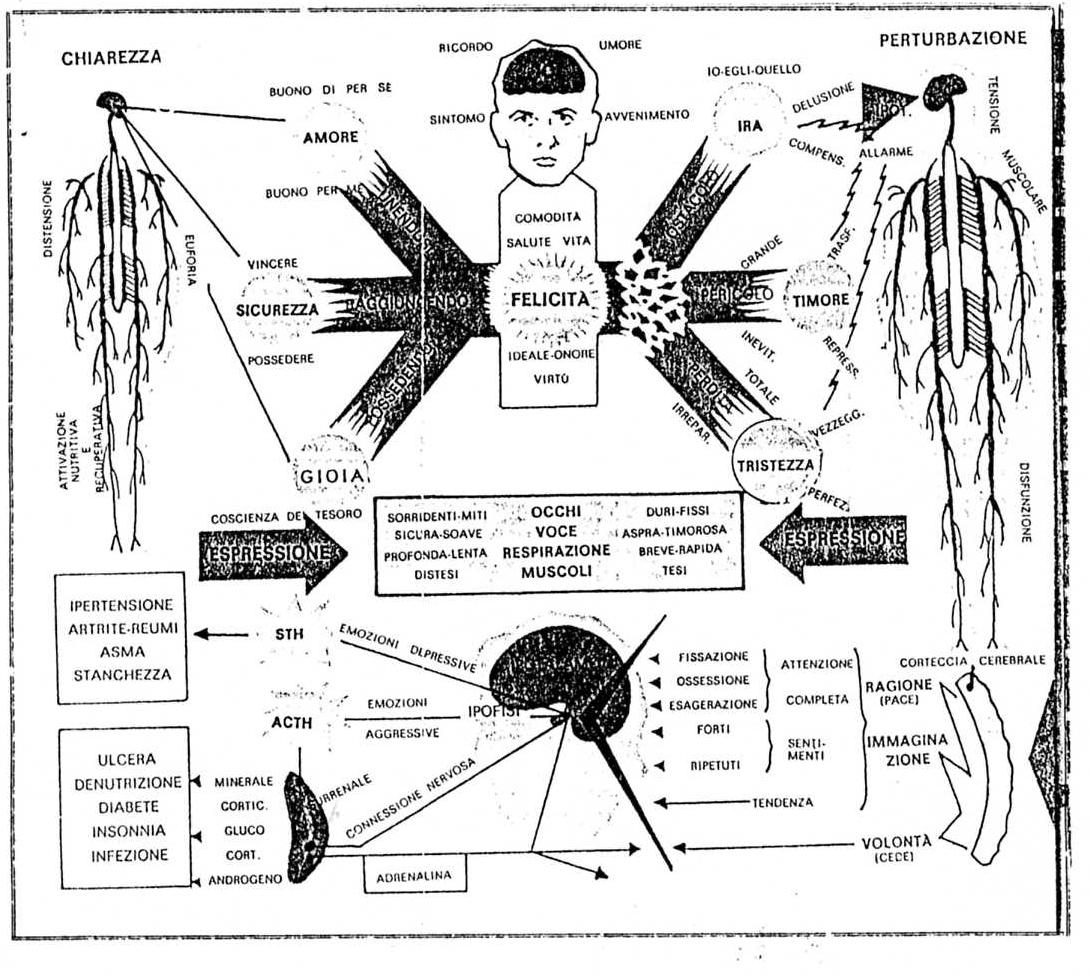 CHIAREZZA
RICORDO
UMORE
PERTURBAZIONE
BUONO DI PER SÉ
AMORE
BUONO PER ME
SINTOMO
AVVENIMENTO
IO-EGLI-QUELLO
IRA
DELUSIONE
COMPENS.
ALLARME
TENSIONE
MUSCOLARE
DISTENSIONE
EUFORIA
OSTACOLO
COMODITÀ
SALUTE VITA
FELICITÀ
IDEALE-ONORE
VIRTÙ
VINCERE
SICUREZZA
POSSEDERE
RAGGIUNGENDO
POSSEDENDO
GRANDE
PERICOLO
TIMORE
INEVIT.
TRASF.
REPRESS.
PERDITA
TOTALE
IRREPAR.
VEZZEGG.
TRISTEZZA
PERFEZ.
DISFUNZIONE
ATTIVAZIONE
NUTRITIVA
E
RECUPERATIVA
GIOIA
COSCIENZA DEL TESORO
ESPRESSIONE
SORRIDENTI-MITI OCCHI DURI-FISSI
SICURA-SOAVE VOCE ASPRA-TIMOROSA
PROFONDA-LENTA RESPIRAZIONE BREVE-RAPIDA
DISTESI MUSCOLI TESI
ESPRESSIONE
IPERTENSIONE
ARTRITE-REUMI
ASMA
STANCHEZZA
STH
EMOZIONI DEPRESSIVE
ACTH
EMOZIONI
AGGRESSIVE
IPOFISI
FISSAZIONE
OSSESSIONE
ESAGERAZIONE
FORTI
RIPETUTI
ATTENZIONE
COMPLETA
SENTI-
MENTI
TENDENZA
CORTECCIA CEREBRALE
RAGIONE
(PACE)
IMMAGINA
ZIONE
VOLONTÀ
(CEDE)
ULCERA
DENUTRIZIONE
DIABETE
INSONNIA
INFEZIONE
MINERALE
CORTIC.
GLUCO
CORT.
ANDROGENO
CONNESSIONE NERVOSA
ADRENALINA